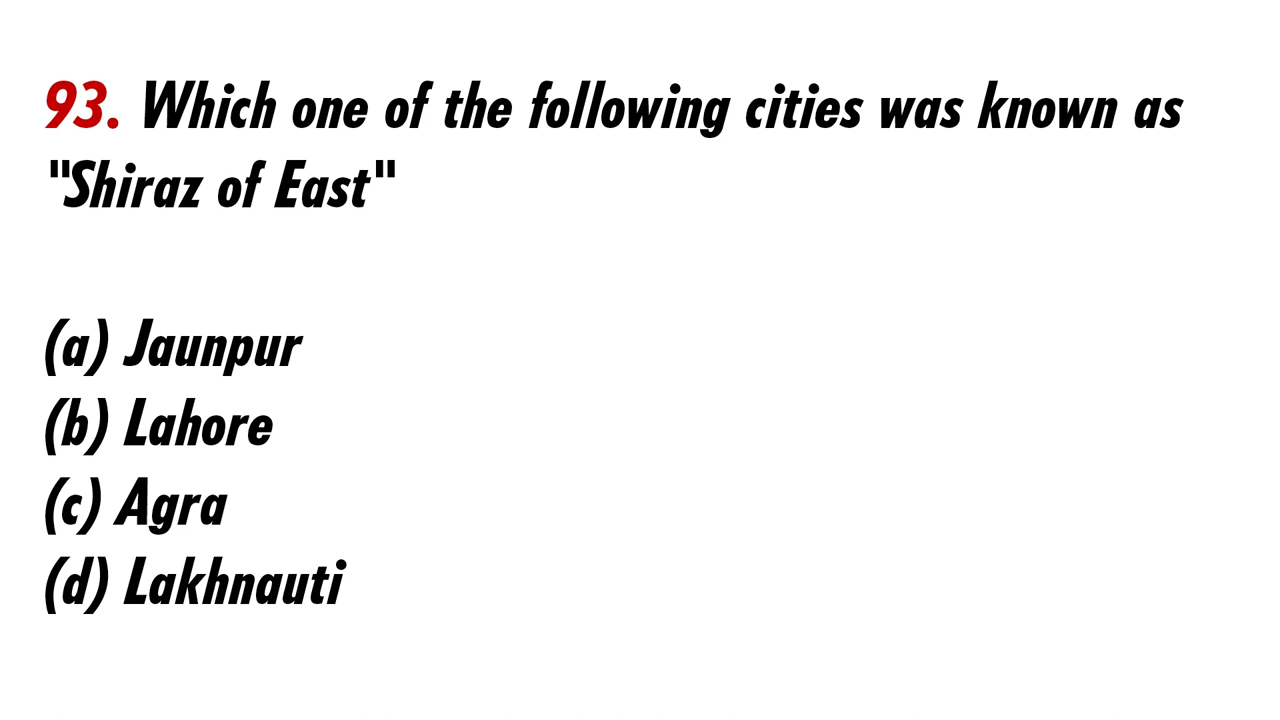 93. Which one of the following cities was known as
"Shiraz of East"
(a) Jaunpur
(b) Lahore
(c) Agra
(d) Lakhnauti